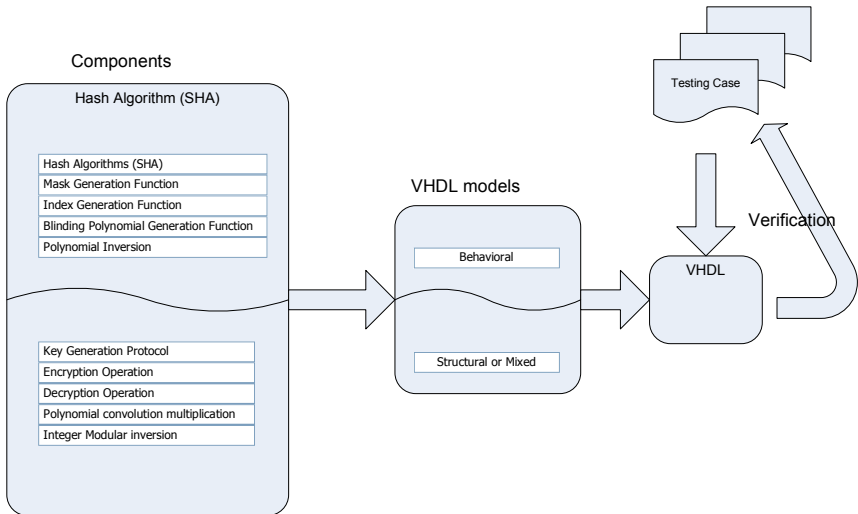 Components
Hash Algorithm (SHA)
Hash Algorithms (SHA)
Mask Generation Function
Index Generation Function
Blinding Polynomial Generation Function
Polynomial Inversion
Key Generation Protocol
Encryption Operation
Decryption Operation
Polynomial convolution multiplication
Integer Modular inversion
VHDL models
Behavioral
Structural or Mixed
Testing Case
Verification
VHDL